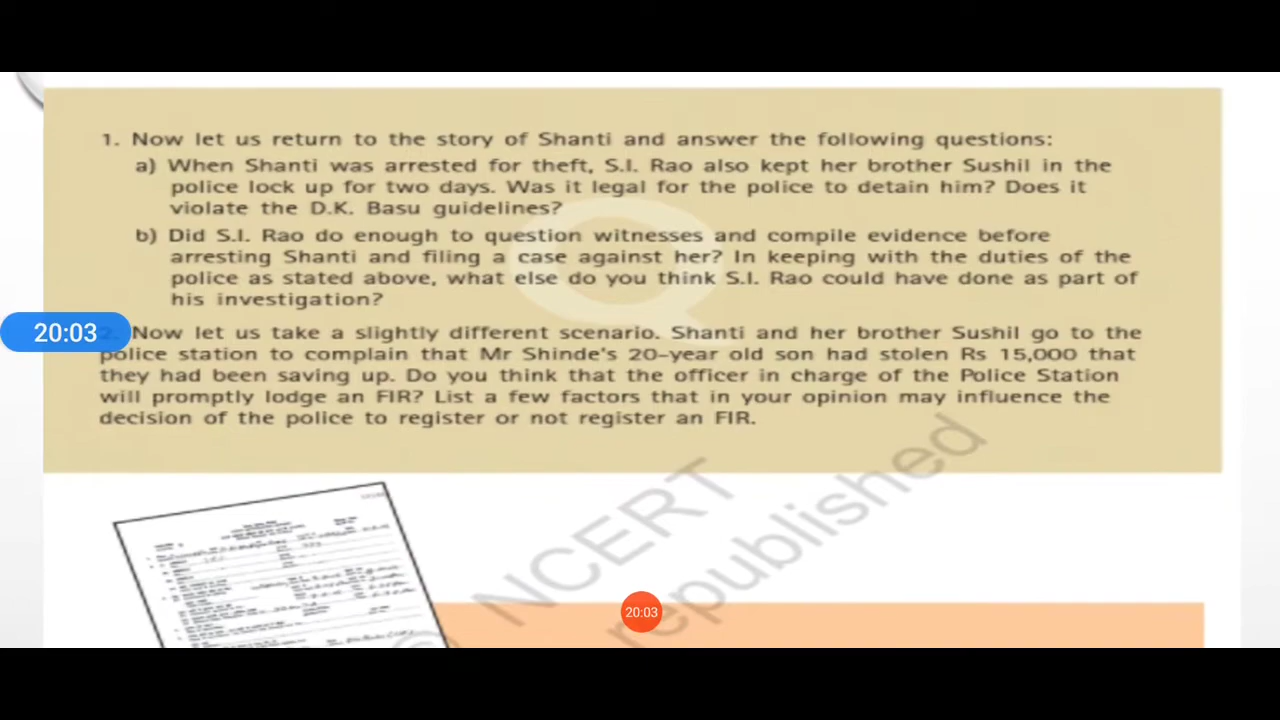 1. Now let us return to the story of Shanti and answer the following questions:
a) When Shanti was arrested for theft, S.I. Rao also kept her brother Sushil in the
police lock up for two days. Was it legal for the police to detain him? Does it
violate the D.K. Basu guidelines?
b) Did S.I. Rao do enough to question witnesses and compile evidence before
arresting Shanti and filing a case against her? In keeping with the duties of the
police as stated above, what else do you think S.I. Rao could have done as part of
his investigation?
20:03
2. Now let us take a slightly different scenario. Shanti and her brother Sushil go to the
police station to complain that Mr Shinde's 20-year old son had stolen Rs 15,000 that
they had been saving up. Do you think that the officer in charge of the Police Station
will promptly lodge an FIR? List a few factors that in your opinion may influence the
decision of the police to register or not register an FIR.
© NCERT
republished
20:03